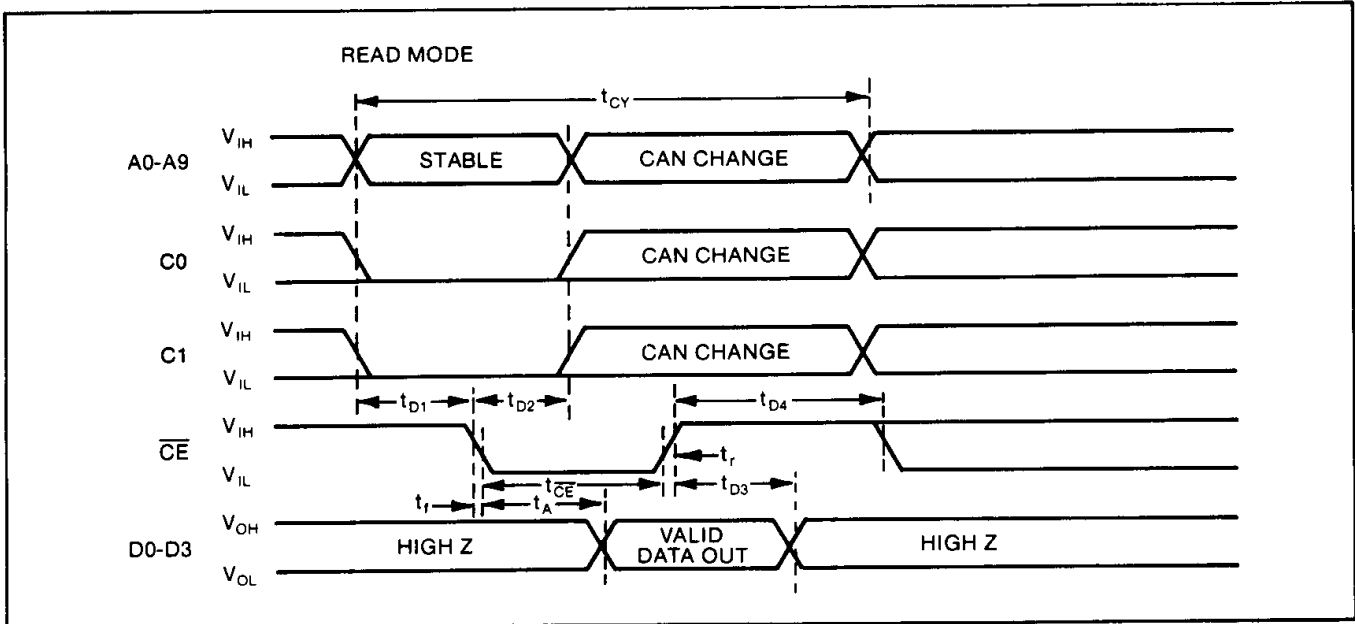 READ MODE
t_CY
V_IH
A0-A9
STABLE
CAN CHANGE
V_IL
V_IH
C0
CAN CHANGE
V_IL
V_IH
C1
CAN CHANGE
V_IL
t_D1
t_D2
t_D4
V_IH
C̅E̅
t_r
V_IL
t_C̅E̅
t_D3
t_f
t_A
V_OH
D0-D3
HIGH Z
VALID
DATA OUT
HIGH Z
V_OL